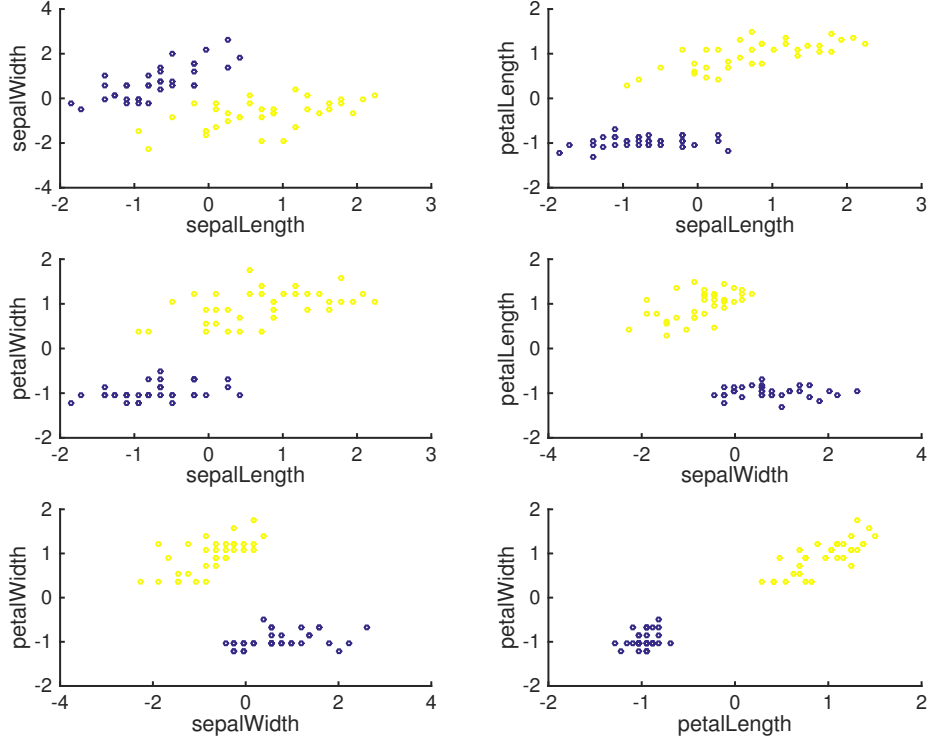 4
2
0
-2
-4
sepalWidth
-2 -1 0 1 2 3
sepalLength
2
1
0
-1
-2
petalLength
-2 -1 0 1 2 3
sepalLength
2
1
0
-1
-2
petalWidth
-2 -1 0 1 2 3
sepalLength
2
1
0
-1
-2
petalLength
-4 -2 0 2 4
sepalWidth
2
1
0
-1
-2
petalWidth
-4 -2 0 2 4
sepalWidth
2
1
0
-1
-2
petalWidth
-2 -1 0 1 2
petalLength